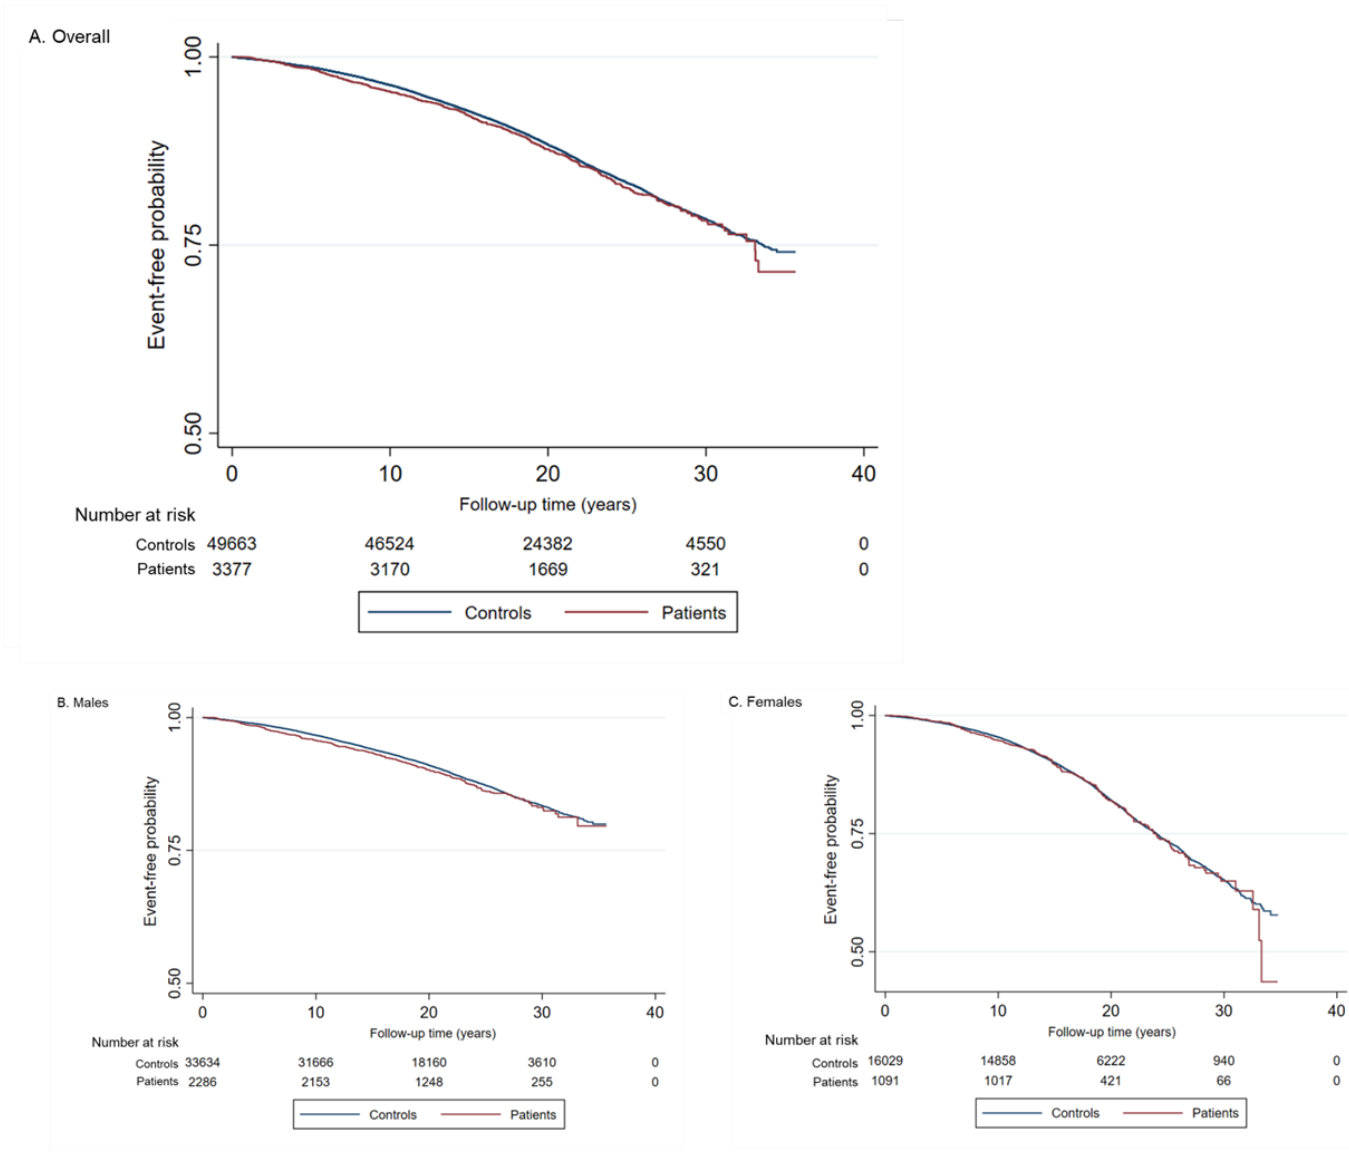 A. Overall
Event-free probability
1.00
0.75
0.50
0 10 20 30 40
Follow-up time (years)
Number at risk
Controls 49663 46524 24382 4550 0
Patients 3377 3170 1669 321 0
Controls Patients
B. Males
Event-free probability
1.00
0.75
0.50
0 10 20 30 40
Follow-up time (years)
Number at risk
Controls 33634 31666 18160 3610 0
Patients 2286 2153 1248 255 0
Controls Patients
C. Females
Event-free probability
1.00
0.75
0.50
0 10 20 30 40
Follow-up time (years)
Number at risk
Controls 16029 14858 6222 940 0
Patients 1091 1017 421 66 0
Controls Patients